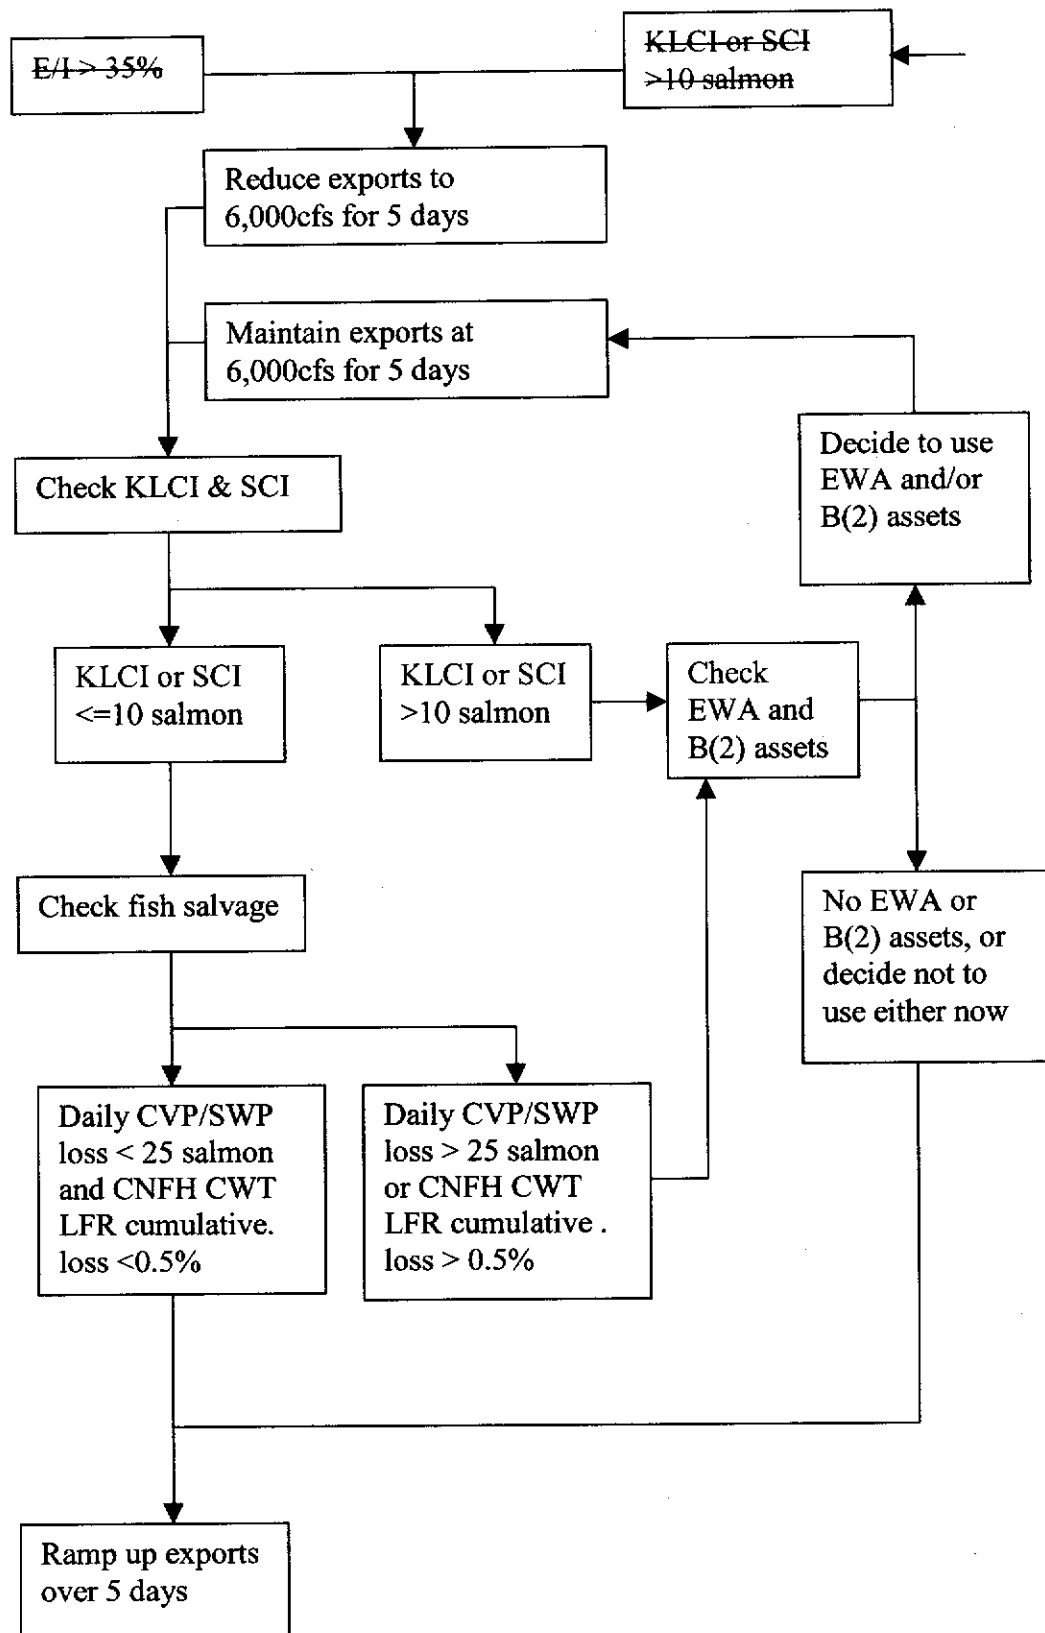 E/I > 35%
KLCI or SCI
>10 salmon
Reduce exports to
6,000cfs for 5 days
Maintain exports at
6,000cfs for 5 days
Decide to use
EWA and/or
B(2) assets
Check KLCI & SCI
KLCI or SCI
<=10 salmon
KLCI or SCI
>10 salmon
Check
EWA and
B(2) assets
Check fish salvage
No EWA or
B(2) assets, or
decide not to
use either now
Daily CVP/SWP
loss < 25 salmon
and CNFH CWT
LFR cumulative.
loss <0.5%
Daily CVP/SWP
loss > 25 salmon
or CNFH CWT
LFR cumulative .
loss > 0.5%
Ramp up exports
over 5 days